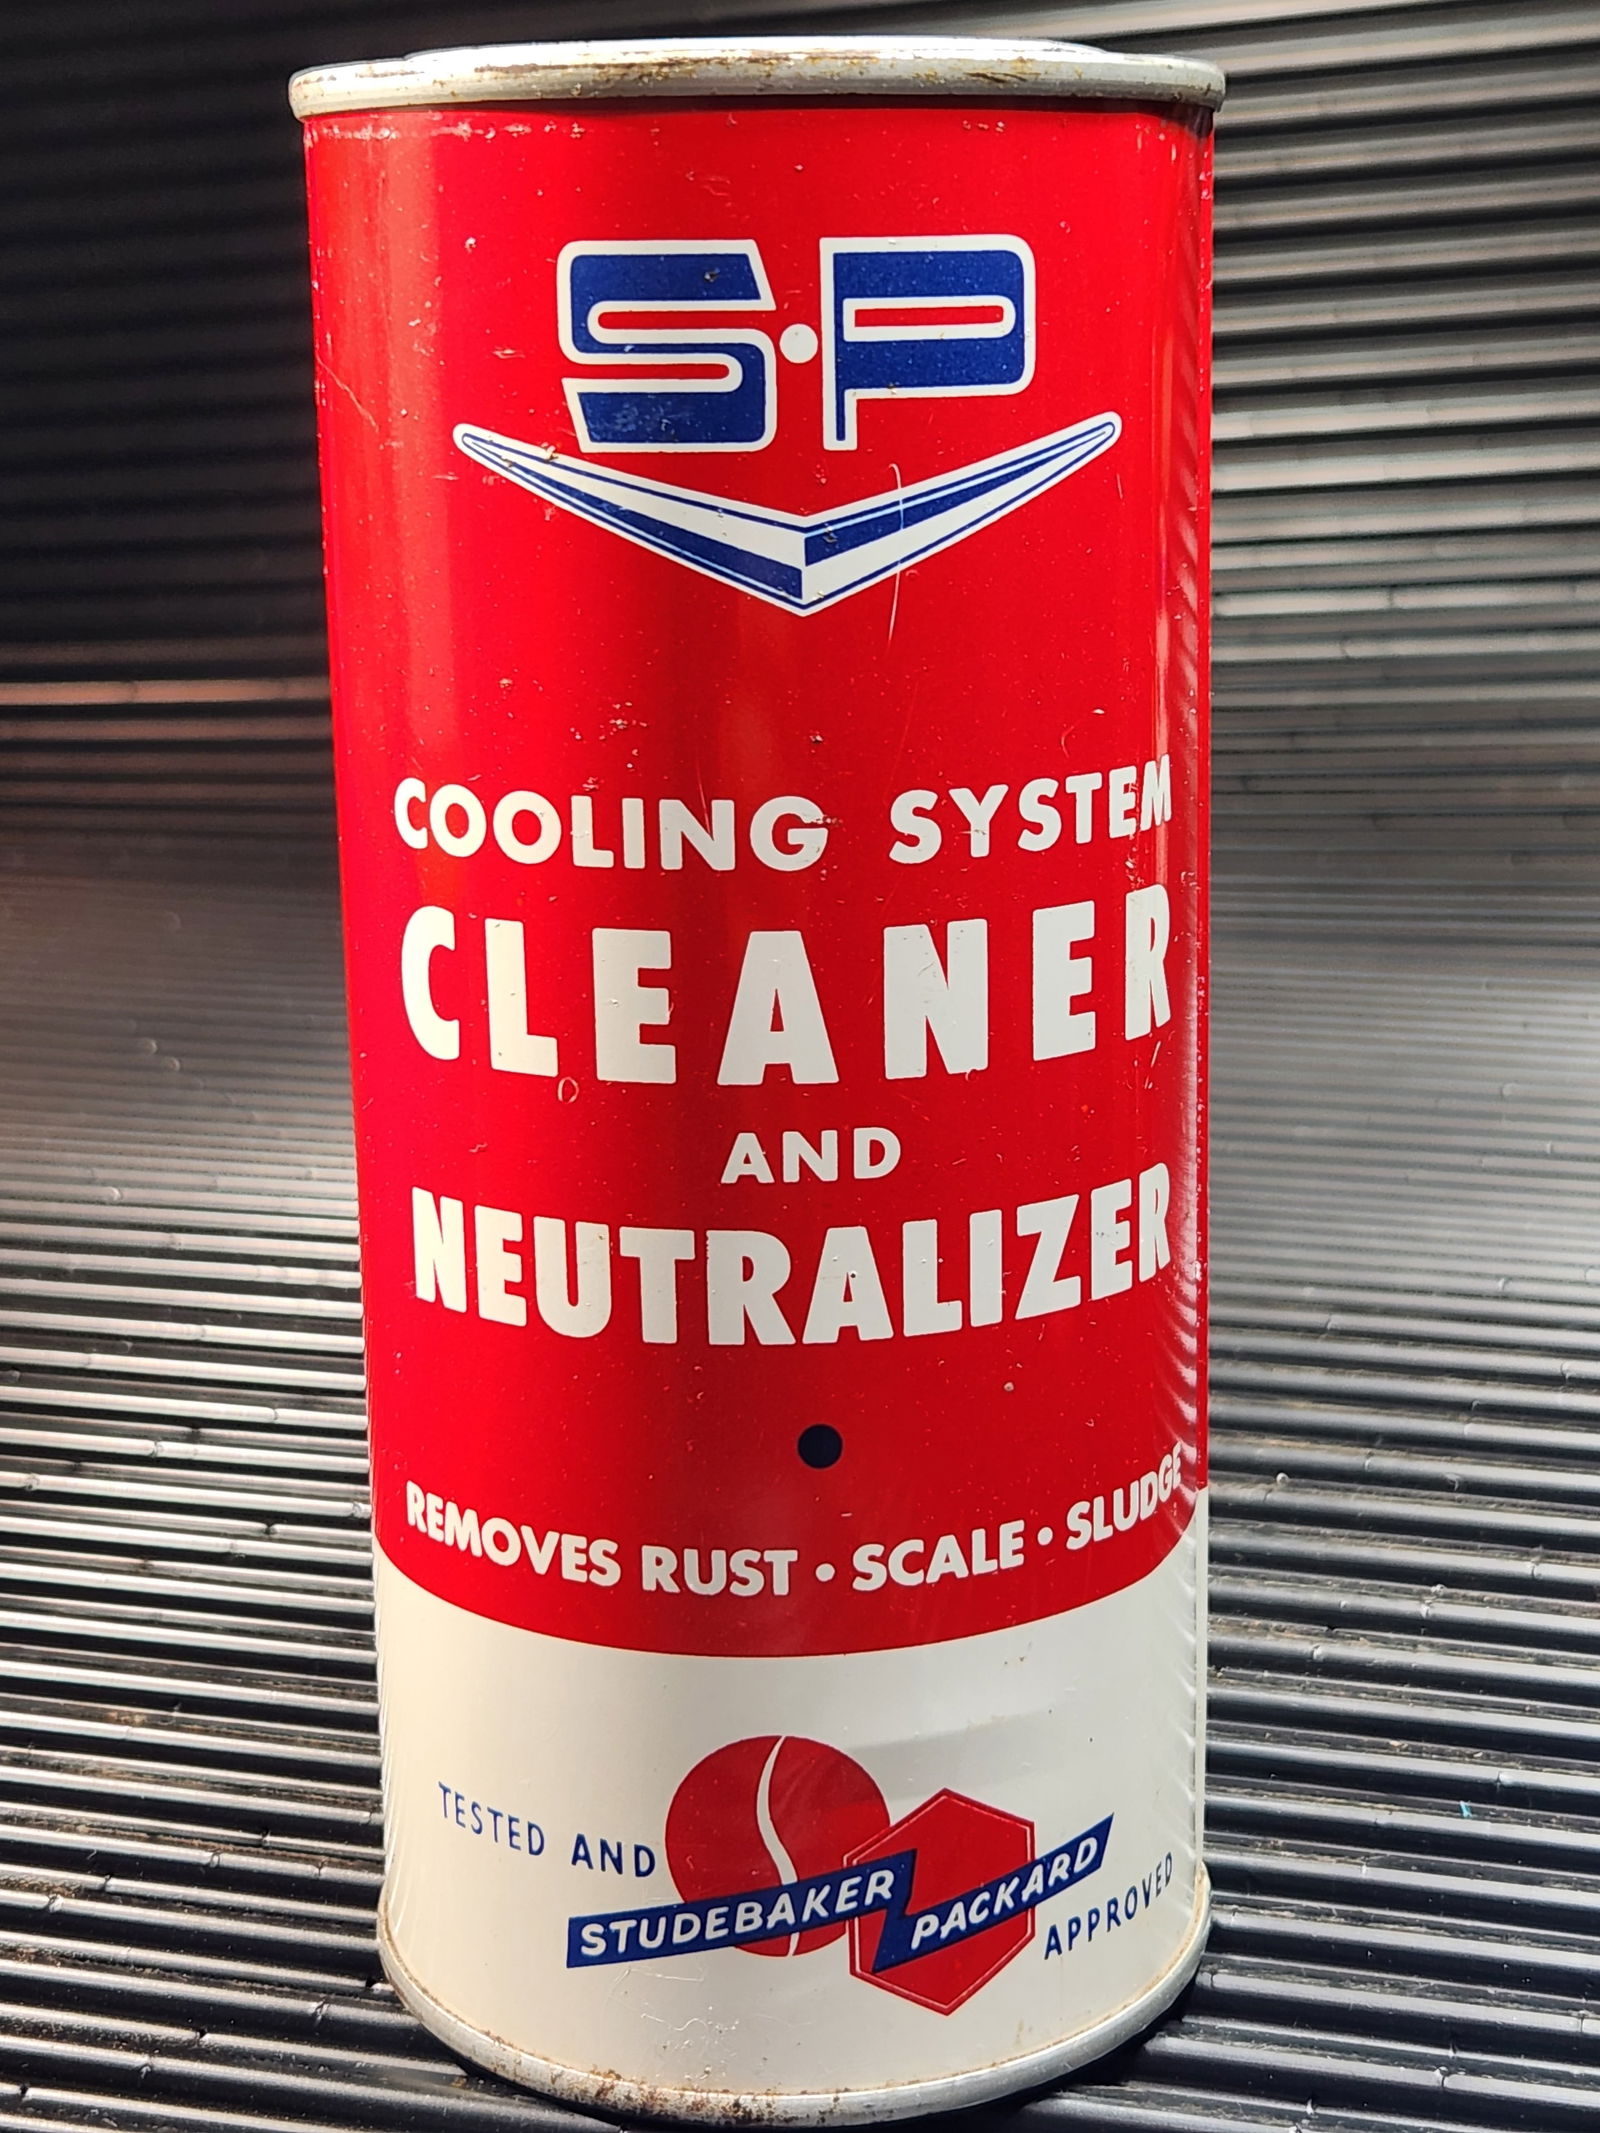 S·P
COOLING SYSTEM
CLEANER
AND
NEUTRALIZER
REMOVES RUST • SCALE • SLUDGE
TESTED AND
STUDEBAKER
PACKARD
APPROVED